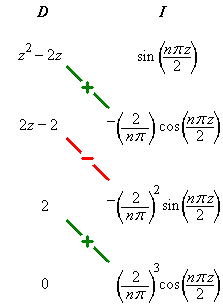 D I
z² − 2z sin(nπz/2)
+
2z − 2 −(2/nπ) cos(nπz/2)
−
2 −(2/nπ)² sin(nπz/2)
+
0 (2/nπ)³ cos(nπz/2)